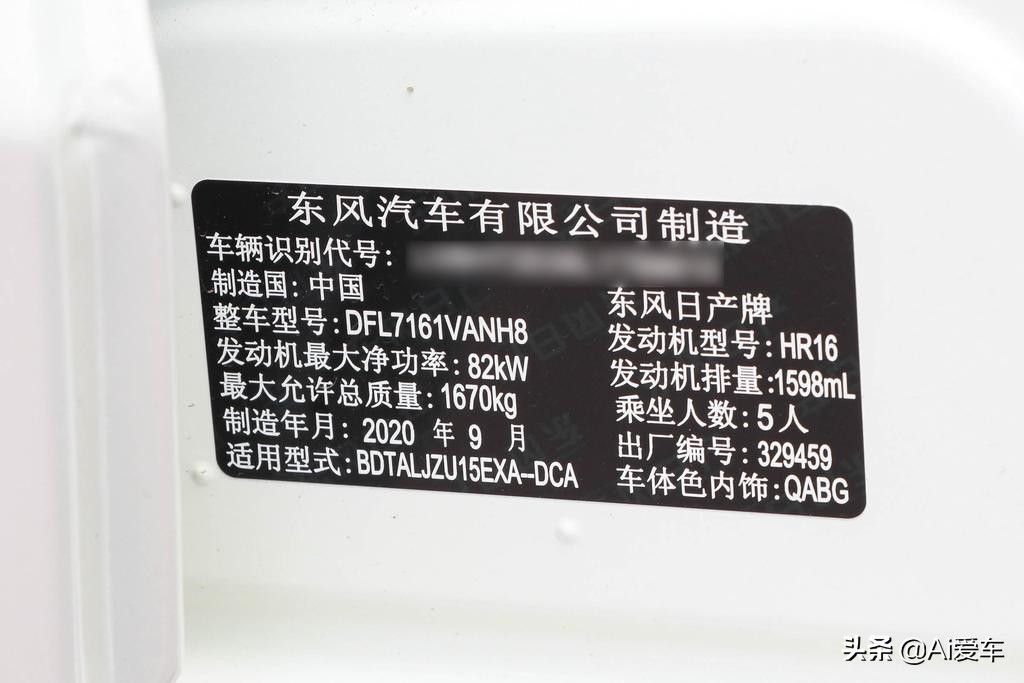 东风汽车有限公司制造
车辆识别代号:
制造国: 中国
东风日产牌
整车型号: DFL7161VANH8
发动机型号: HR16
发动机最大净功率: 82kW
发动机排量: 1598mL
最大允许总质量: 1670kg
乘坐人数: 5人
制造年月: 2020 年 9 月
出厂编号: 329459
适用型式: BDTALJZU15EXA--DCA
车体色内饰: QABG
头条 @Ai爱车